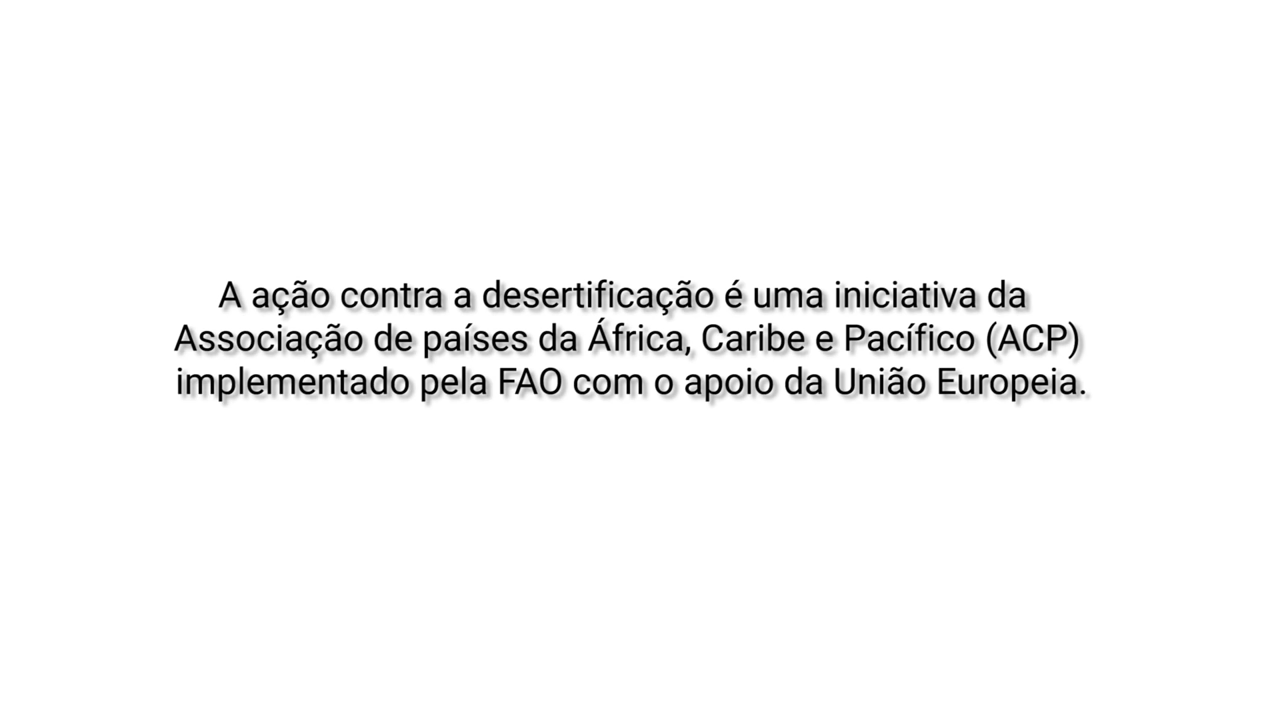 A ação contra a desertificação é uma iniciativa da
Associação de países da África, Caribe e Pacífico (ACP)
implementado pela FAO com o apoio da União Europeia.